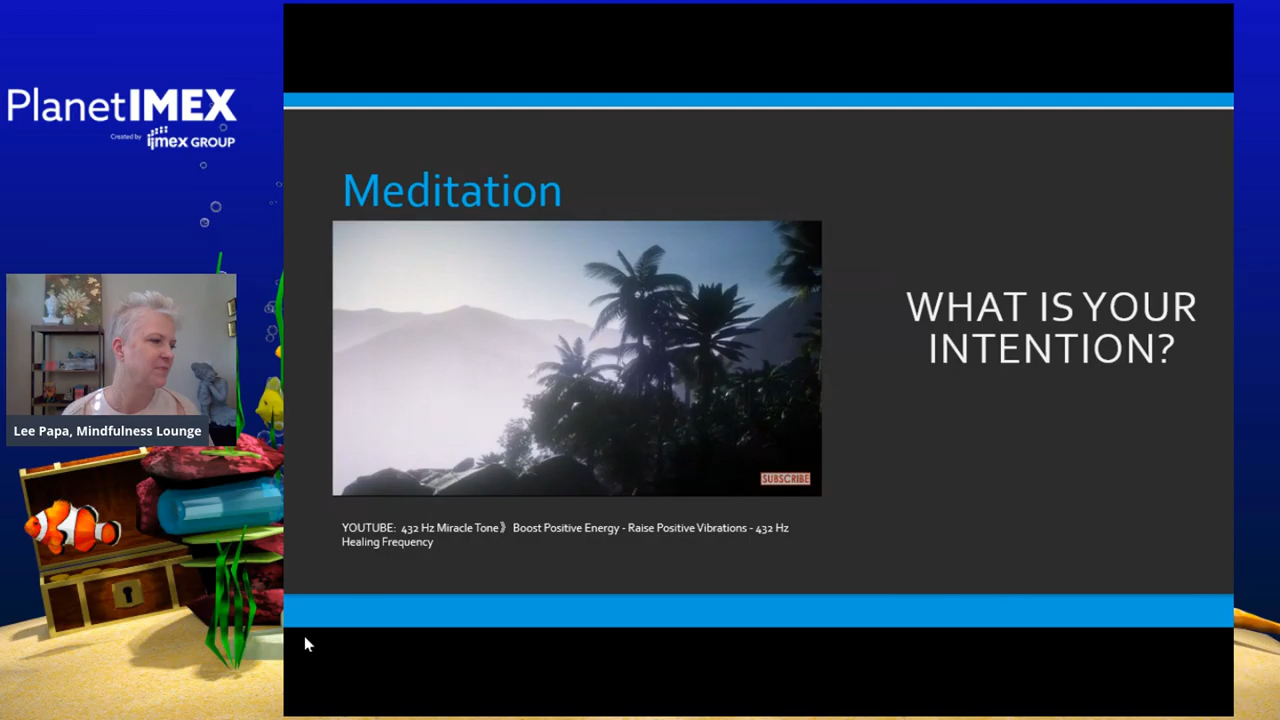 PlanetIMEX
Created by imex GROUP
Meditation
SUBSCRIBE
YOUTUBE: 432 Hz Miracle Tone》 Boost Positive Energy - Raise Positive Vibrations - 432 Hz
Healing Frequency
WHAT IS YOUR
INTENTION?
Lee Papa, Mindfulness Lounge